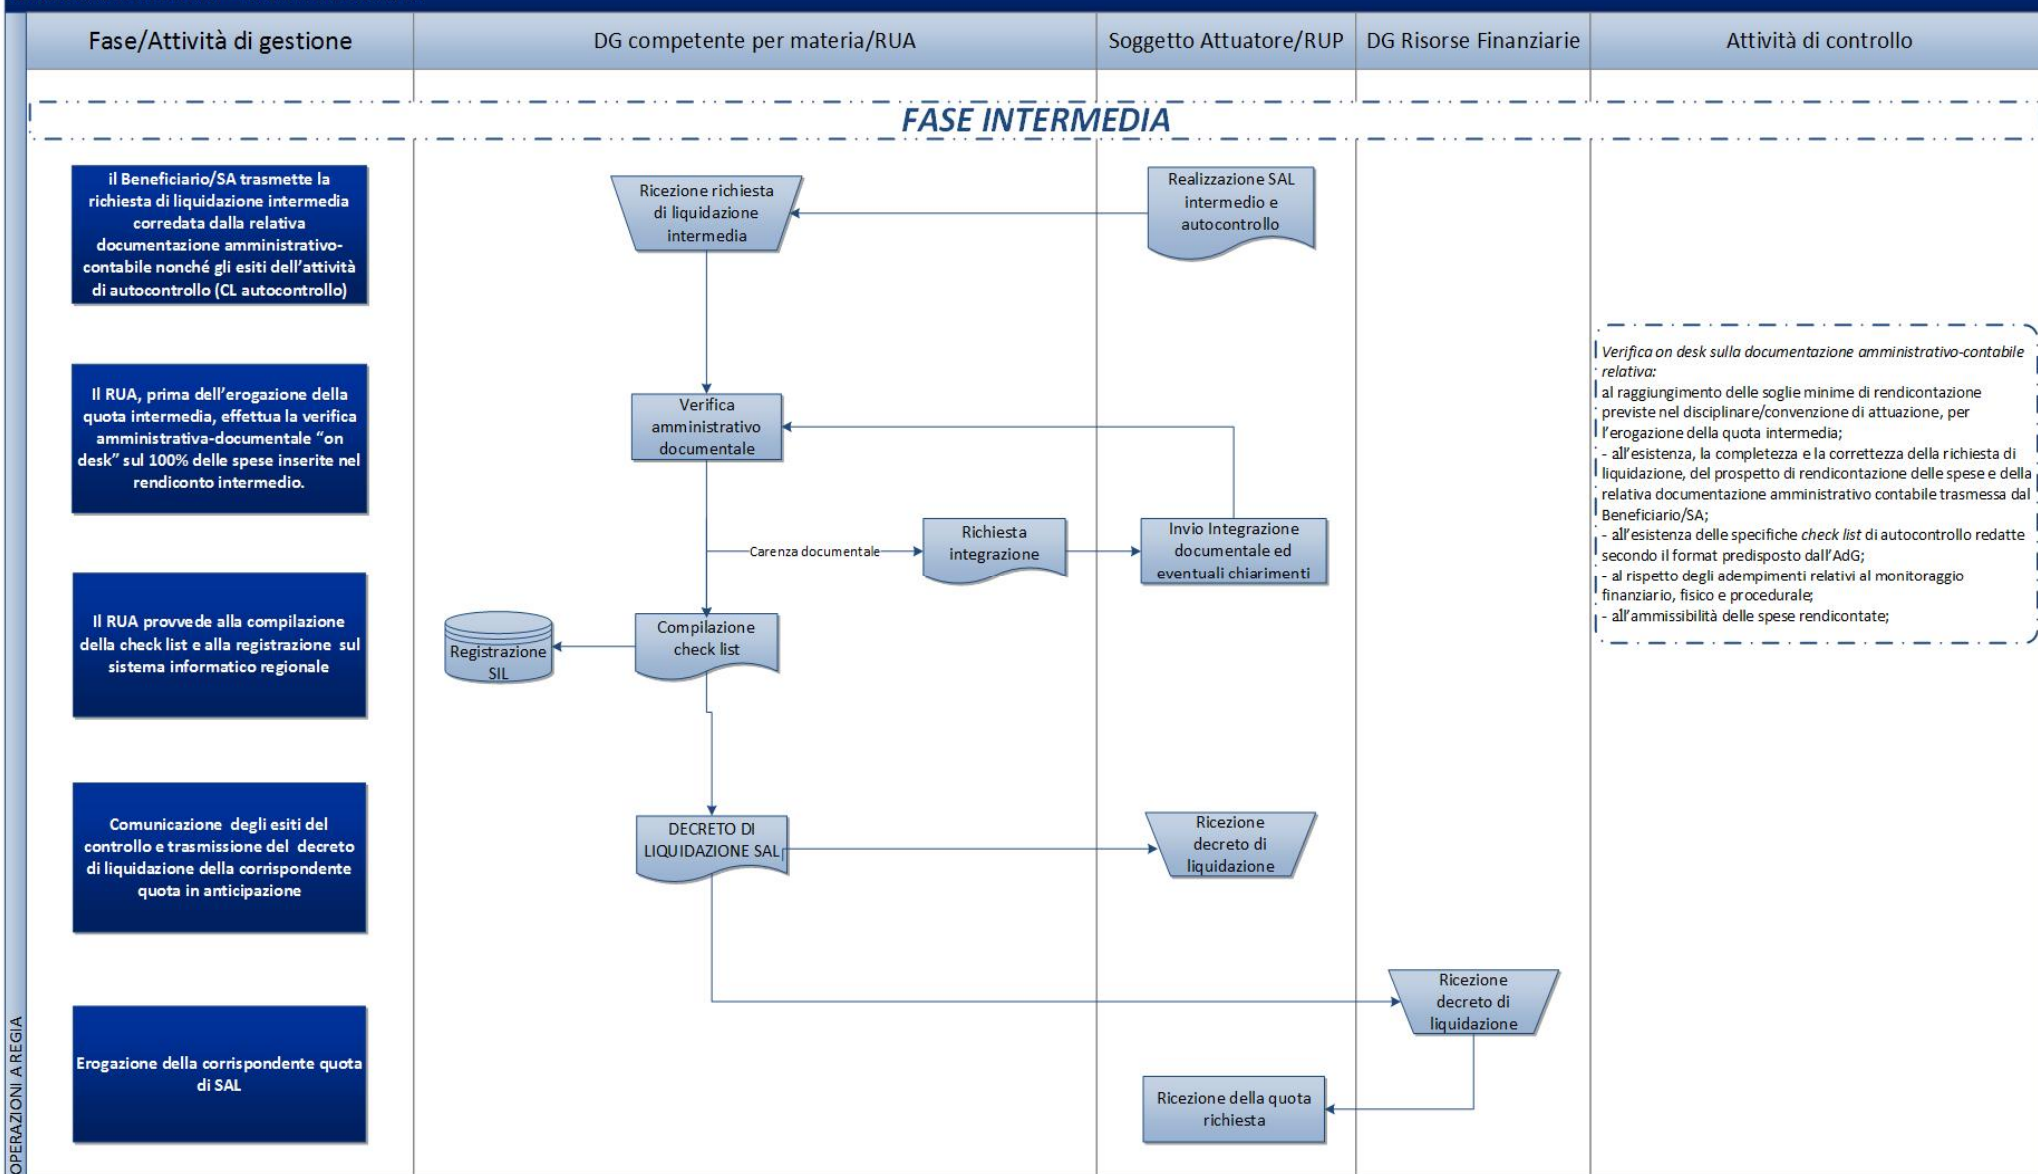 Fase/Attività di gestione
DG competente per materia/RUA
Soggetto Attuatore/RUP
DG Risorse Finanziarie
Attività di controllo
FASE INTERMEDIA
il Beneficiario/SA trasmette la
richiesta di liquidazione intermedia
corredata dalla relativa
documentazione amministrativo-
contabile nonché gli esiti dell'attività
di autocontrollo (CL autocontrollo)
Ricezione richiesta
di liquidazione
intermedia
Realizzazione SAL
intermedio e
autocontrollo
Il RUA, prima dell'erogazione della
quota intermedia, effettua la verifica
amministrativa-documentale "on
desk" sul 100% delle spese inserite nel
rendiconto intermedio.
Verifica
amministrativo
documentale
Verifica on desk sulla documentazione amministrativo-contabile
relativa:
al raggiungimento delle soglie minime di rendicontazione
previste nel disciplinare/convenzione di attuazione, per
l'erogazione della quota intermedia;
- all'esistenza, la completezza e la correttezza della richiesta di
liquidazione, del prospetto di rendicontazione delle spese e della
relativa documentazione amministrativo contabile trasmessa dal
Beneficiario/SA;
- all'esistenza delle specifiche check list di autocontrollo redatte
secondo il format predisposto dall'AdG;
- al rispetto degli adempimenti relativi al monitoraggio
finanziario, fisico e procedurale;
- all'ammissibilità delle spese rendicontate;
Carenza documentale
Richiesta
integrazione
Invio Integrazione
documentale ed
eventuali chiarimenti
Il RUA provvede alla compilazione
della check list e alla registrazione sul
sistema informatico regionale
Registrazione
SIL
Compilazione
check list
Comunicazione degli esiti del
controllo e trasmissione del decreto
di liquidazione della corrispondente
quota in anticipazione
DECRETO DI
LIQUIDAZIONE SAL
Ricezione
decreto di
liquidazione
Ricezione
decreto di
liquidazione
Erogazione della corrispondente quota
di SAL
Ricezione della quota
richiesta
OPERAZIONI A REGIA